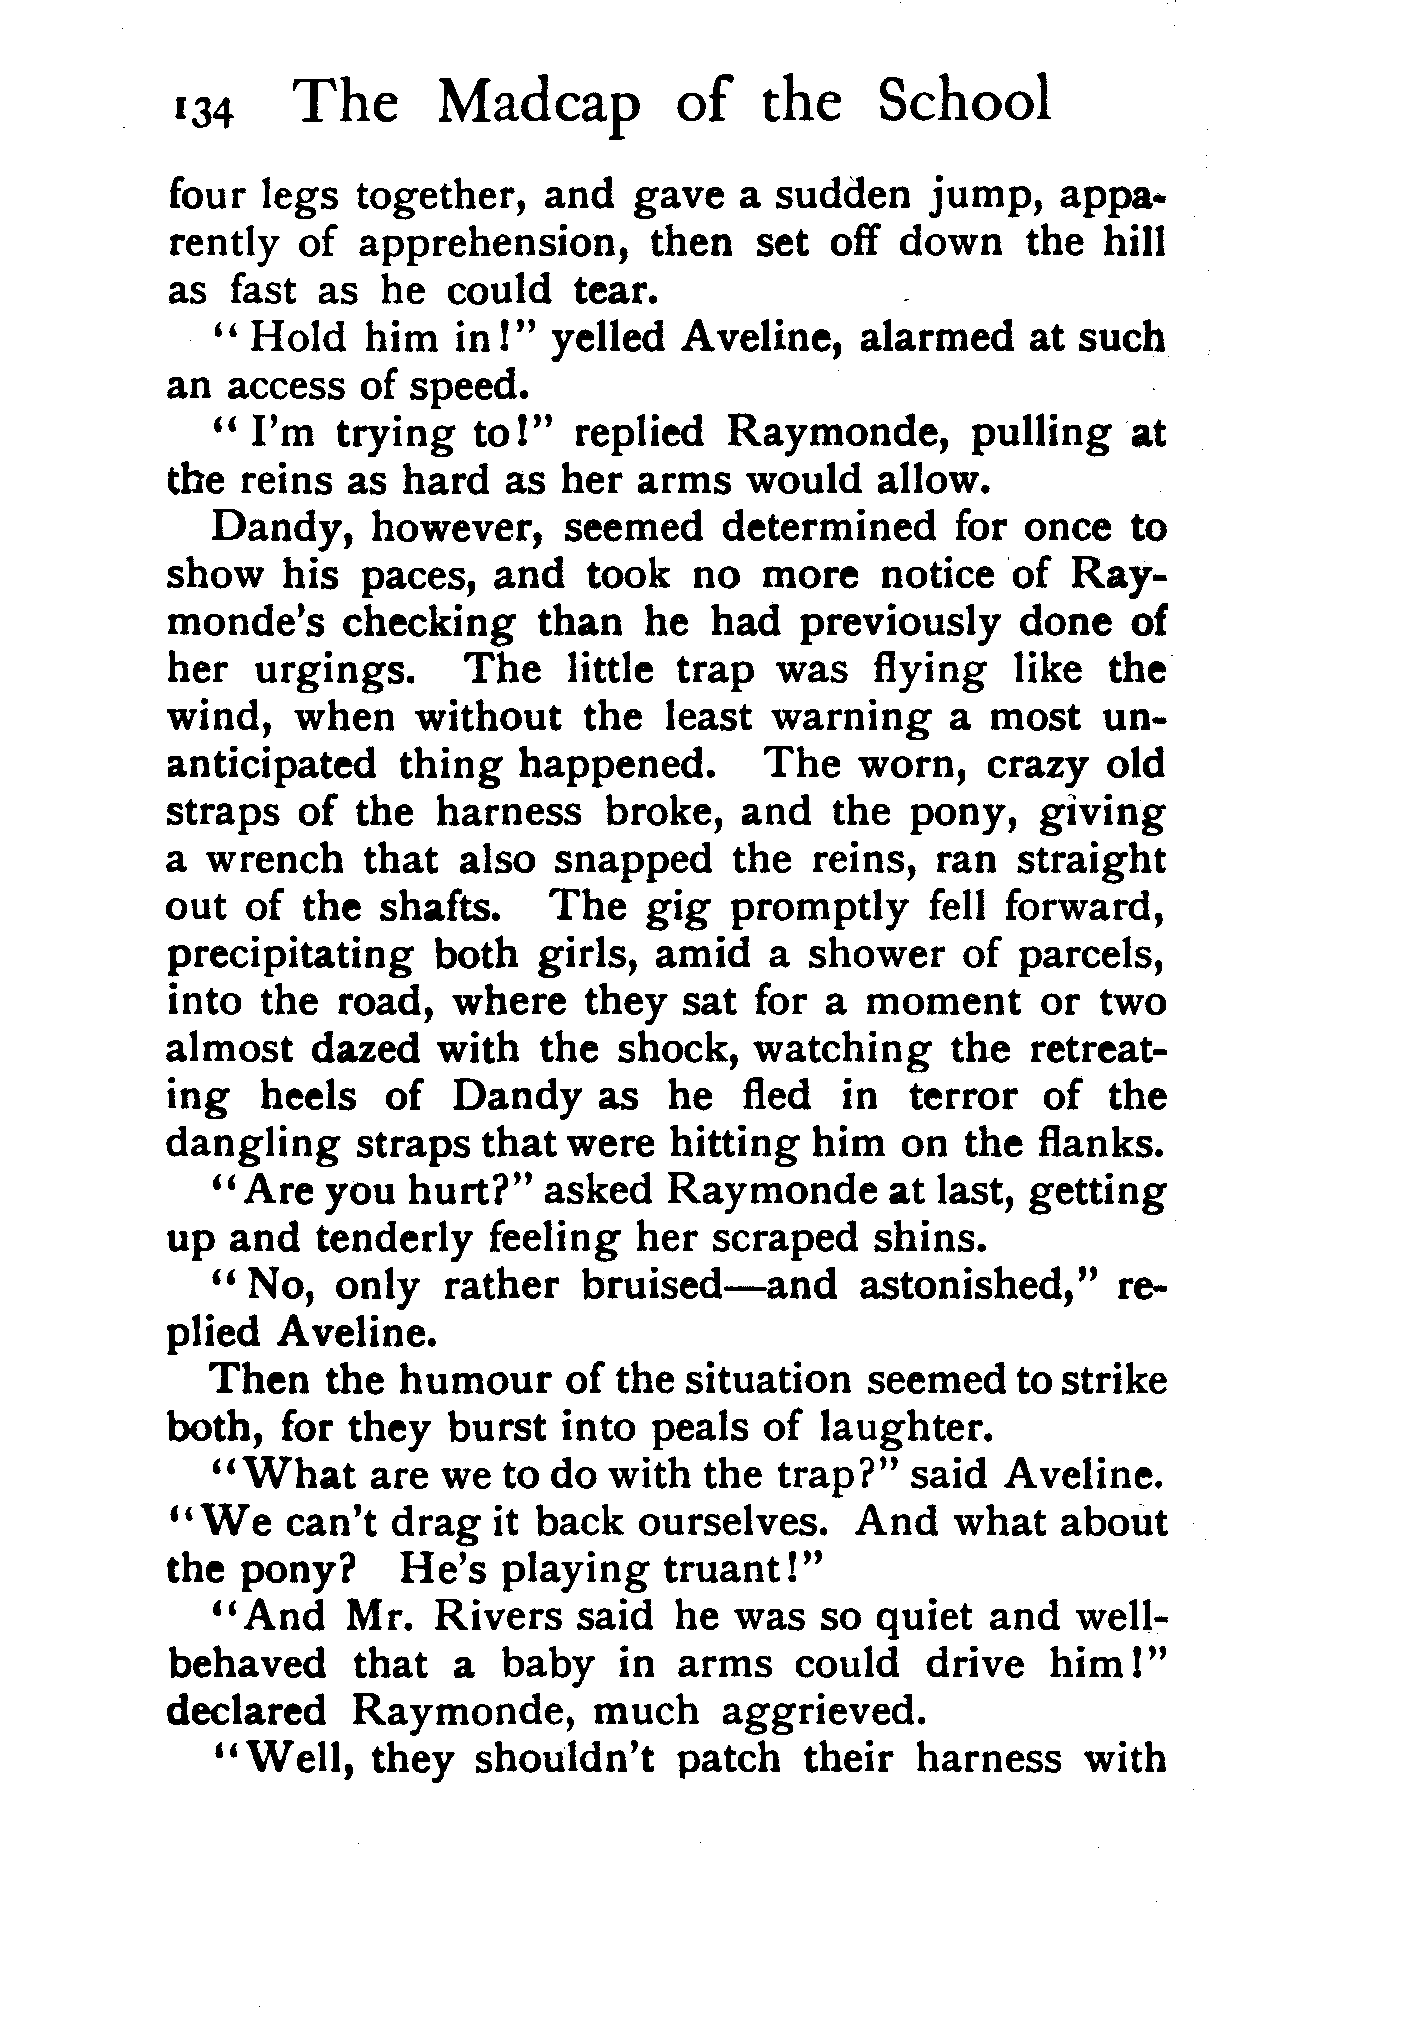 134 The Madcap of the School
four legs together, and gave a sudden jump, appa-
rently of apprehension, then set off down the hill
as fast as he could tear.
"Hold him in!" yelled Aveline, alarmed at such
an access of speed.
"I'm trying to!" replied Raymonde, pulling at
the reins as hard as her arms would allow.
Dandy, however, seemed determined for once to
show his paces, and took no more notice of Ray-
monde's checking than he had previously done of
her urgings. The little trap was flying like the
wind, when without the least warning a most un-
anticipated thing happened. The worn, crazy old
straps of the harness broke, and the pony, giving
a wrench that also snapped the reins, ran straight
out of the shafts. The gig promptly fell forward,
precipitating both girls, amid a shower of parcels,
into the road, where they sat for a moment or two
almost dazed with the shock, watching the retreat-
ing heels of Dandy as he fled in terror of the
dangling straps that were hitting him on the flanks.
"Are you hurt?" asked Raymonde at last, getting
up and tenderly feeling her scraped shins.
"No, only rather bruised—and astonished," re-
plied Aveline.
Then the humour of the situation seemed to strike
both, for they burst into peals of laughter.
"What are we to do with the trap?" said Aveline.
"We can't drag it back ourselves. And what about
the pony? He's playing truant!"
"And Mr. Rivers said he was so quiet and well-
behaved that a baby in arms could drive him!"
declared Raymonde, much aggrieved.
"Well, they shouldn't patch their harness with